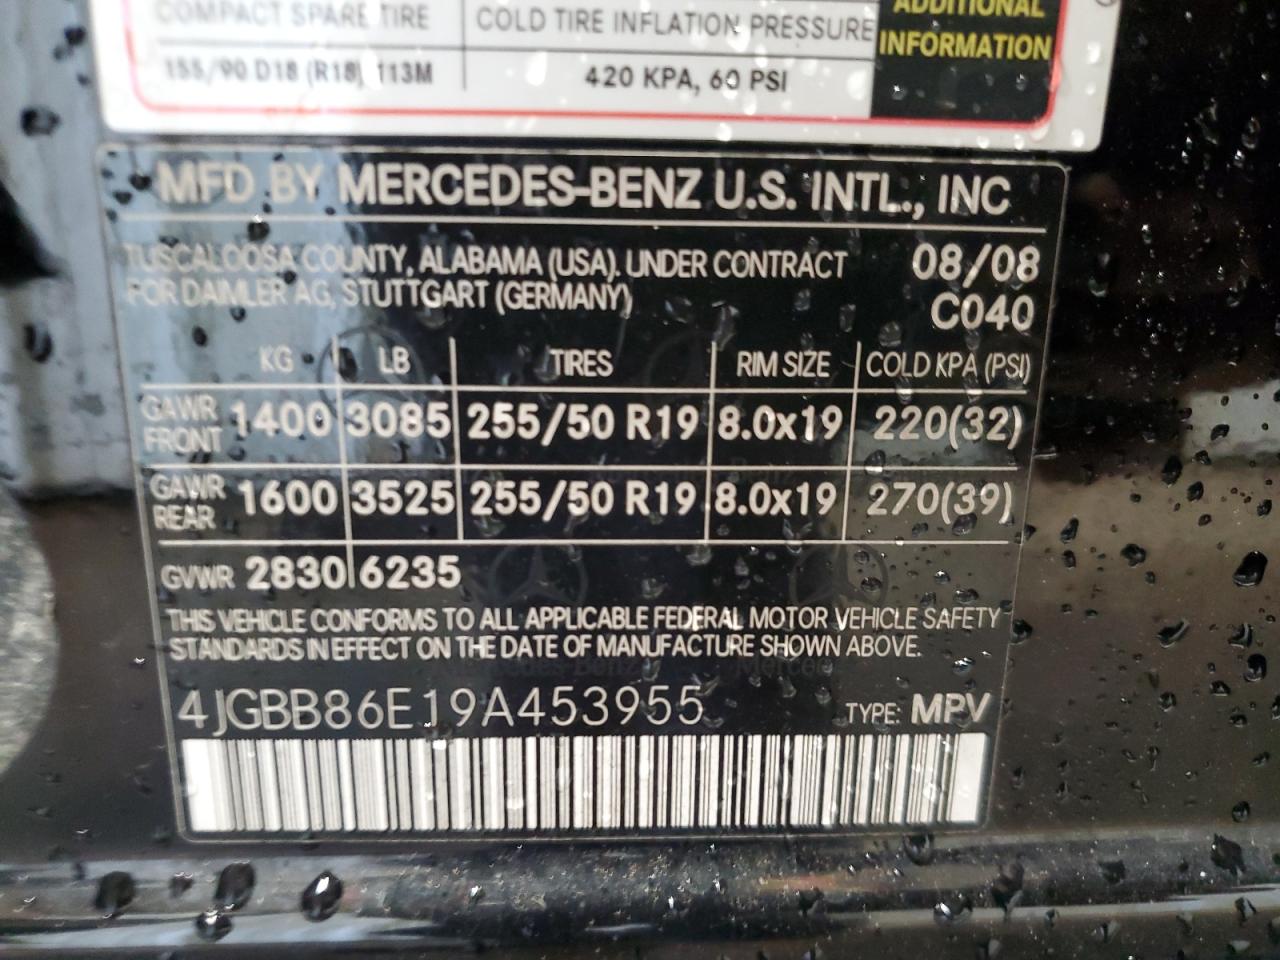 COMPACT SPARE TIRE COLD TIRE INFLATION PRESSURE ADDITIONAL
INFORMATION
155/90 D18 (R18) 113M 420 KPA, 60 PSI
MFD BY MERCEDES-BENZ U.S. INTL., INC
TUSCALOOSA COUNTY, ALABAMA (USA). UNDER CONTRACT 08/08
FOR DAIMLER AG, STUTTGART (GERMANY) C040
KG LB TIRES RIM SIZE COLD KPA (PSI)
GAWR FRONT 1400 3085 255/50 R19 8.0x19 220(32)
GAWR REAR 1600 3525 255/50 R19 8.0x19 270(39)
GVWR 2830 6235
THIS VEHICLE CONFORMS TO ALL APPLICABLE FEDERAL MOTOR VEHICLE SAFETY
STANDARDS IN EFFECT ON THE DATE OF MANUFACTURE SHOWN ABOVE.
4JGBB86E19A453955 TYPE: MPV